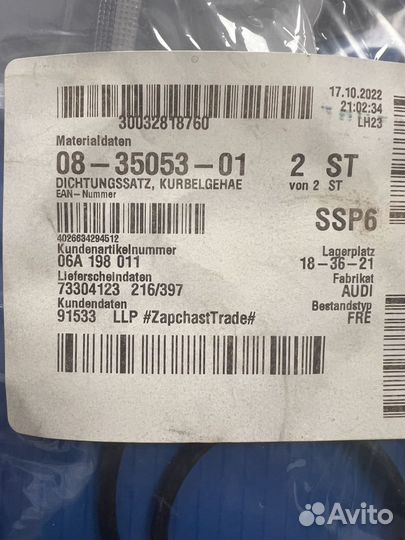 17.10.2022
21:02:34
LH23
30032818760
Materialdaten
08-35053-01 2 ST
DICHTUNGSSATZ, KURBELGEHAE von 2 ST
EAN-Nummer
SSP6
4026634294512
Kundenartikelnummer Lagerplatz
06A 198 011 18-36-21
Lieferscheindaten Fabrikat
73304123 216/397 AUDI
Kundendaten Bestandstyp
91533 LLP #ZapchastTrade# FRE
Avito